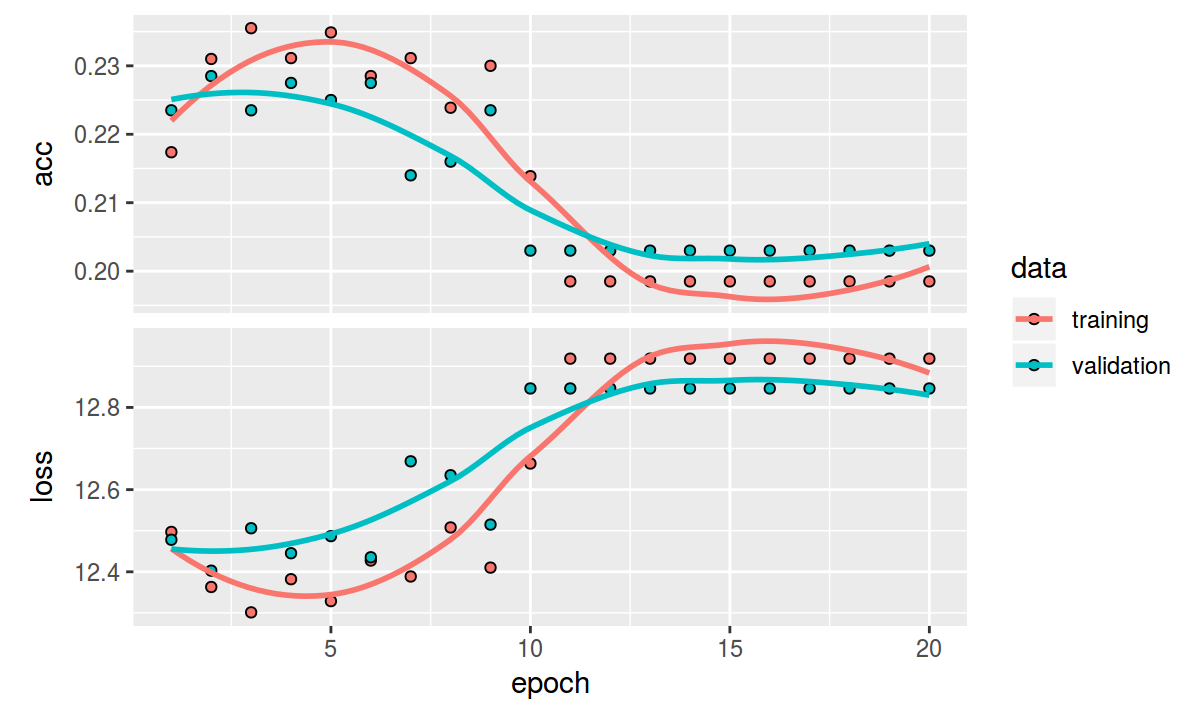 acc
0.23
0.22
0.21
0.20
loss
12.8
12.6
12.4
5 10 15 20
epoch
data
training
validation